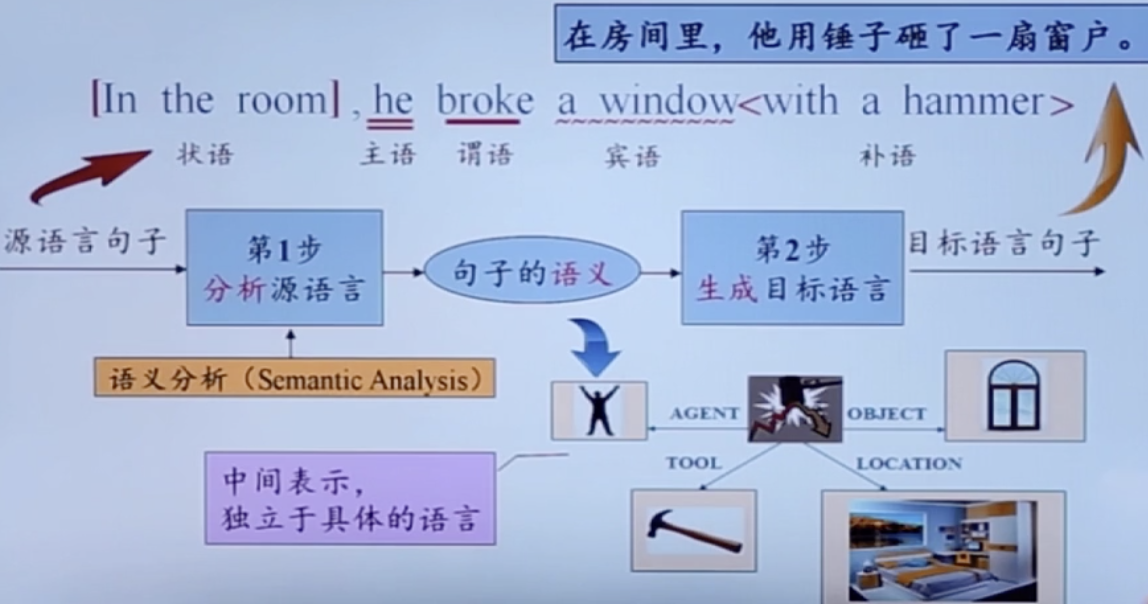 在房间里，他用锤子砸了一扇窗户。
[In the room], he broke a window<with a hammer>
状语 主语 谓语 宾语 补语
源语言句子
第1步
分析源语言
句子的语义
第2步
生成目标语言
目标语言句子
语义分析（Semantic Analysis）
AGENT
OBJECT
TOOL
LOCATION
中间表示，
独立于具体的语言